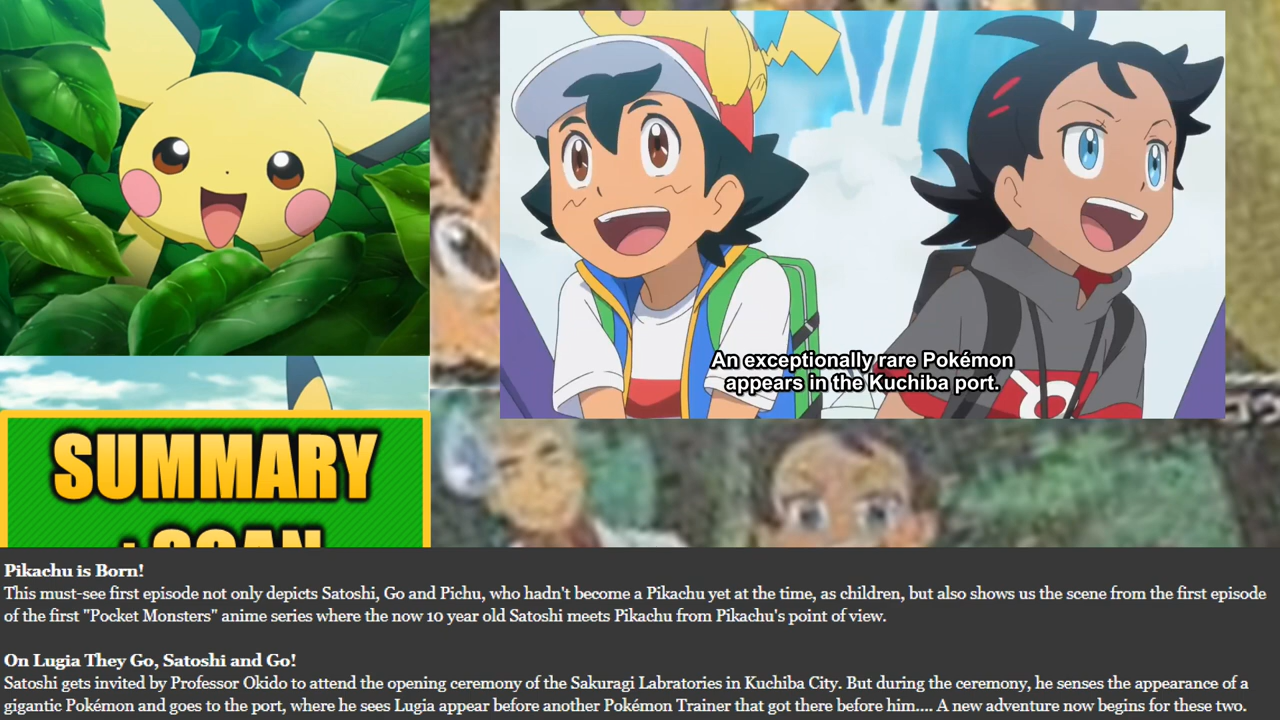 An exceptionally rare Pokémon
appears in the Kuchiba port.
SUMMARY
+ SCAN
Pikachu is Born!
This must-see first episode not only depicts Satoshi, Go and Pichu, who hadn't become a Pikachu yet at the time, as children, but also shows us the scene from the first episode
of the first "Pocket Monsters" anime series where the now 10 year old Satoshi meets Pikachu from Pikachu's point of view.
On Lugia They Go, Satoshi and Go!
Satoshi gets invited by Professor Okido to attend the opening ceremony of the Sakuragi Labratories in Kuchiba City. But during the ceremony, he senses the appearance of a
gigantic Pokémon and goes to the port, where he sees Lugia appear before another Pokémon Trainer that got there before him.... A new adventure now begins for these two.